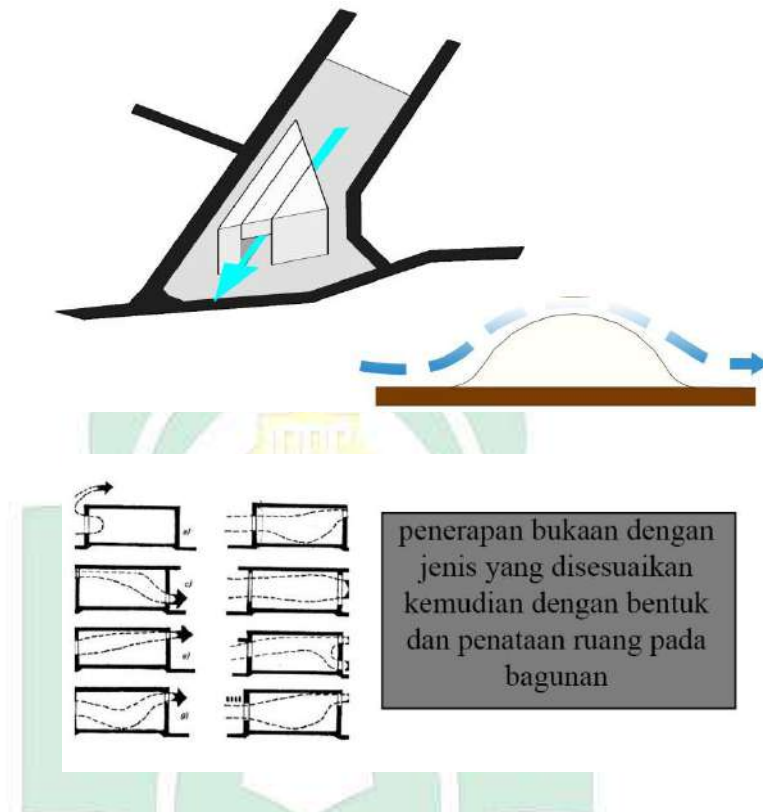 a)
c)
e)
g)
penerapan bukaan dengan
jenis yang disesuaikan
kemudian dengan bentuk
dan penataan ruang pada
bagunan